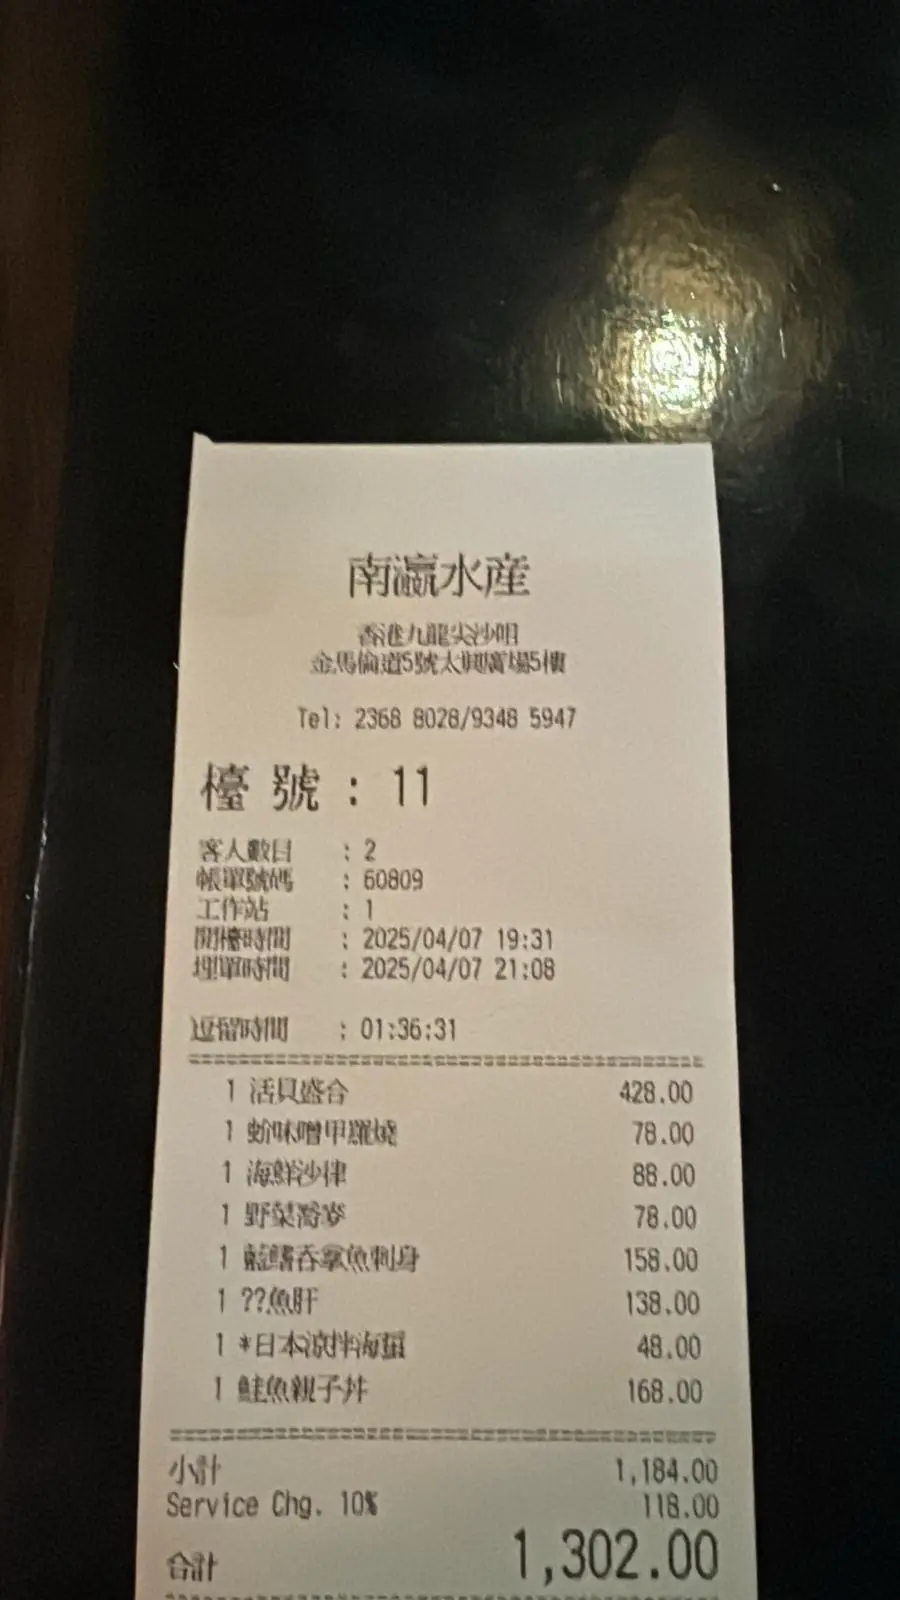 南瀛水産
香港九龍尖沙咀
金馬倫道5號太興廣場5樓
Tel: 2368 8028/9348 5947
檯 號 : 11
客人數目 : 2
帳單號碼 : 60809
工作站 : 1
開檯時間 : 2025/04/07 19:31
埋單時間 : 2025/04/07 21:08
逗留時間 : 01:36:31
1 活貝盛合 428.00
1 蚧味噌甲羅燒 78.00
1 海鮮沙律 88.00
1 野菜喬麥 78.00
1 藍鰭吞拿魚刺身 158.00
1 ??魚肝 138.00
1 *日本涼拌海蜇 48.00
1 鮭魚親子丼 168.00
小計 1,184.00
Service Chg. 10% 118.00
合計 1,302.00